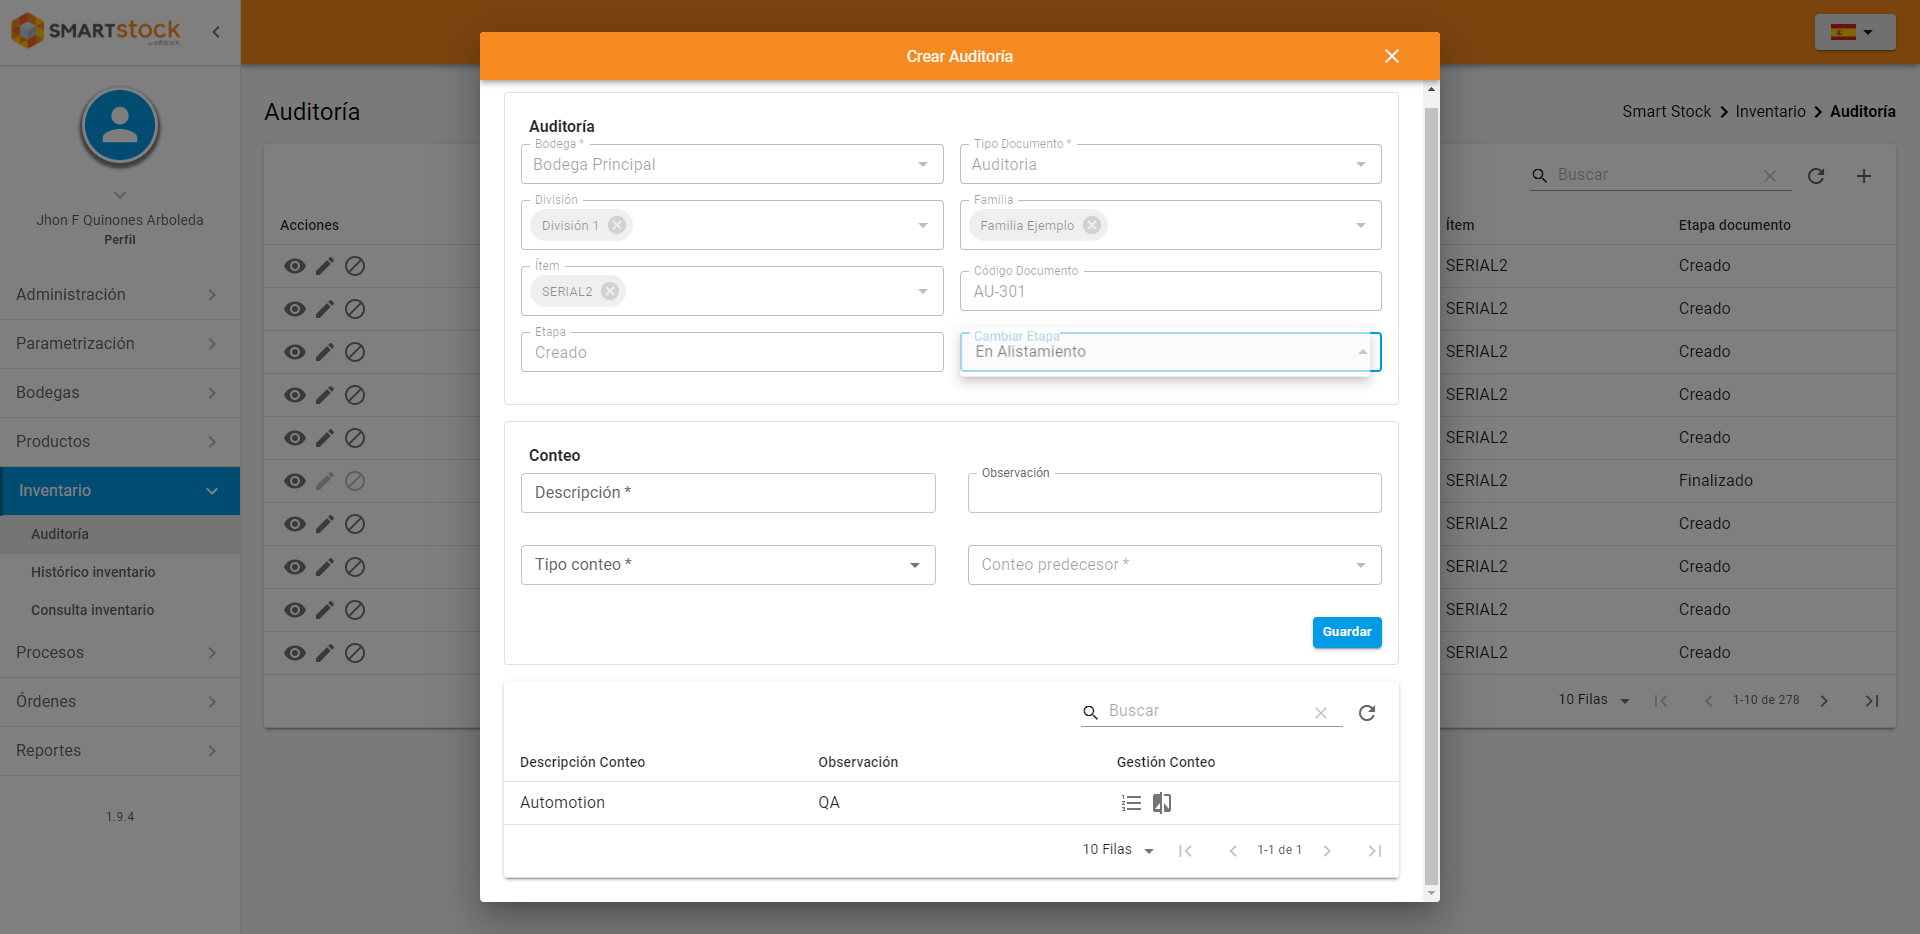 SMARTSTOCK
by infotrack
Jhon F Quinones Arboleda
Perfil
Administración
Parametrización
Bodegas
Productos
Inventario
Auditoría
Histórico inventario
Consulta inventario
Procesos
Órdenes
Reportes
1.9.4
Auditoría
Smart Stock Inventario Auditoría
Buscar
Acciones
Ítem Etapa documento
SERIAL2 Creado
SERIAL2 Creado
SERIAL2 Creado
SERIAL2 Creado
SERIAL2 Creado
SERIAL2 Finalizado
SERIAL2 Creado
SERIAL2 Creado
SERIAL2 Creado
SERIAL2 Creado
10 Filas 1-10 de 278
Crear Auditoría
Auditoría
Bodega * Tipo Documento *
Bodega Principal Auditoria
División Familia
División 1 Familia Ejemplo
Ítem Código Documento
SERIAL2 AU-301
Etapa Cambiar Etapa
Creado En Alistamiento
Conteo
Descripción * Observación
Tipo conteo * Conteo predecesor *
Guardar
Buscar
Descripción Conteo Observación Gestión Conteo
Automotion QA
10 Filas 1-1 de 1